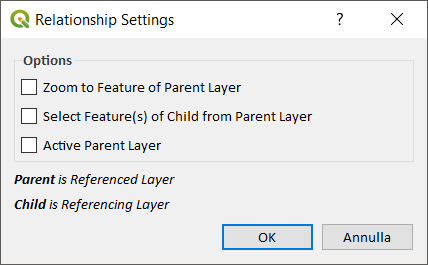 Relationship Settings
Options
Zoom to Feature of Parent Layer
Select Feature(s) of Child from Parent Layer
Active Parent Layer
Parent is Referenced Layer
Child is Referencing Layer
OK Annulla